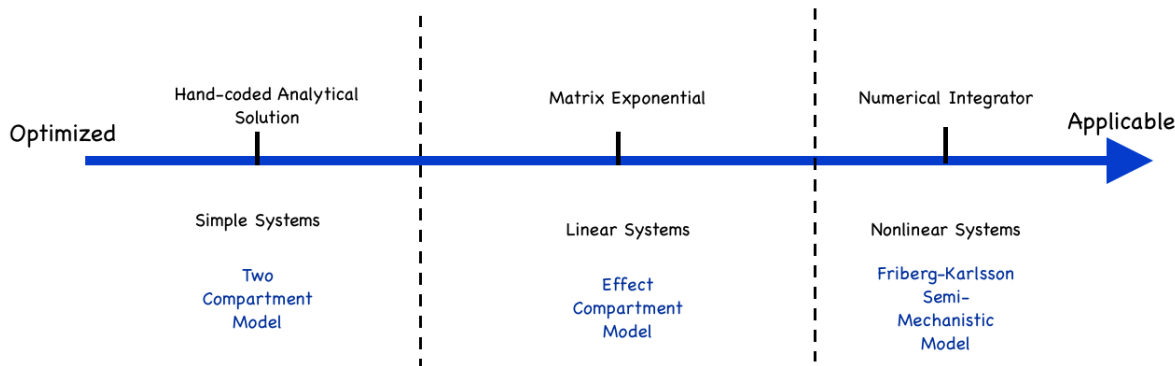 Hand-coded Analytical
Solution
Matrix Exponential
Numerical Integrator
Optimized
Applicable
Simple Systems
Linear Systems
Nonlinear Systems
Two
Compartment
Model
Effect
Compartment
Model
Friberg-Karlsson
Semi-
Mechanistic
Model